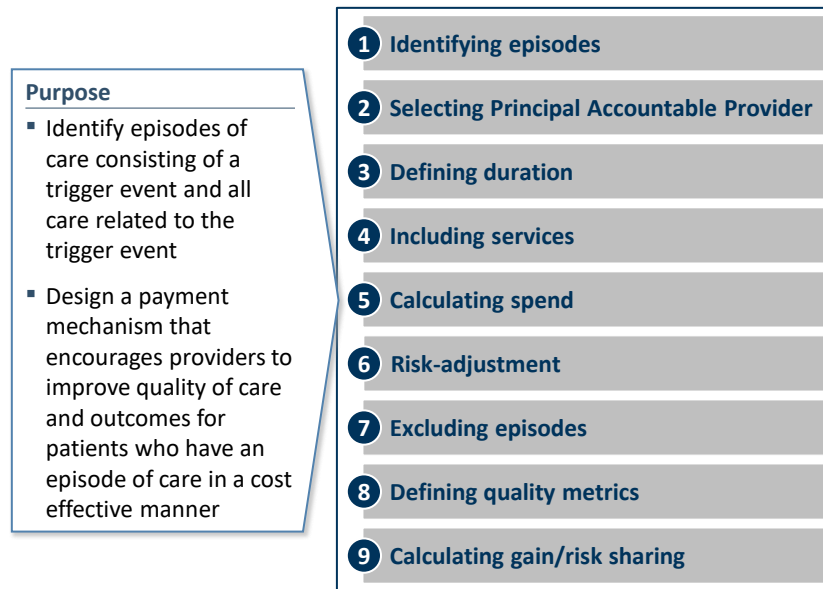 Purpose
▪ Identify episodes of
care consisting of a
trigger event and all
care related to the
trigger event
▪ Design a payment
mechanism that
encourages providers to
improve quality of care
and outcomes for
patients who have an
episode of care in a cost
effective manner
1 Identifying episodes
2 Selecting Principal Accountable Provider
3 Defining duration
4 Including services
5 Calculating spend
6 Risk-adjustment
7 Excluding episodes
8 Defining quality metrics
9 Calculating gain/risk sharing